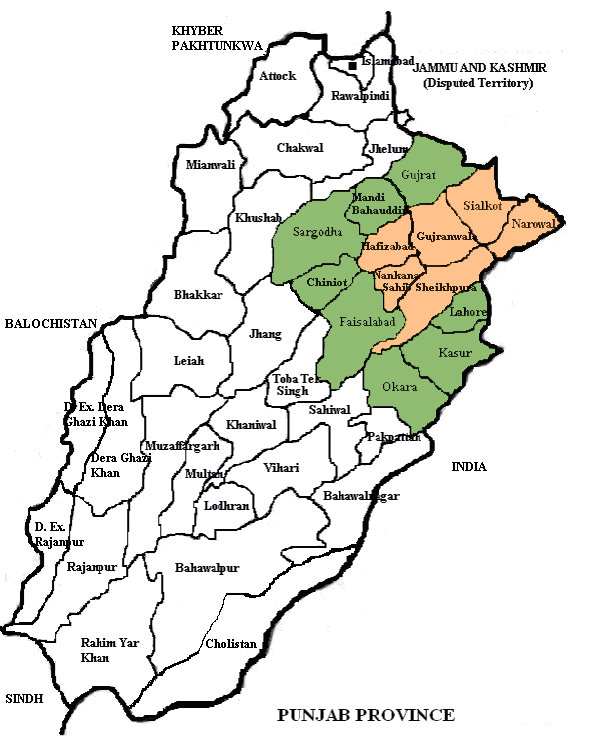 KHYBER
PAKHTUNKWA
Islamabad
JAMMU AND KASHMIR
(Disputed Territory)
Attock
Rawalpindi
Chakwal
Jhelum
Mianwali
Gujrat
Mandi
Bahauddin
Khushab
Sialkot
Narowal
Sargodha
Hafizabad
Gujranwala
Nankana
Sahib
Sheikhpura
Chiniot
Bhakkar
Lahore
BALOCHISTAN
Faisalabad
Jhang
Kasur
Leiah
Toba Tek
Singh
Okara
D. Ex. Dera
Ghazi Khan
Sahiwal
Khaniwal
Pakpattan
Muzaffargarh
Dera Ghazi
Khan
Multan
Vihari
INDIA
Bahawalnagar
Lodhran
D. Ex.
Rajanpur
Rajanpur
Bahawalpur
Rahim Yar
Khan
Cholistan
SINDH
PUNJAB PROVINCE